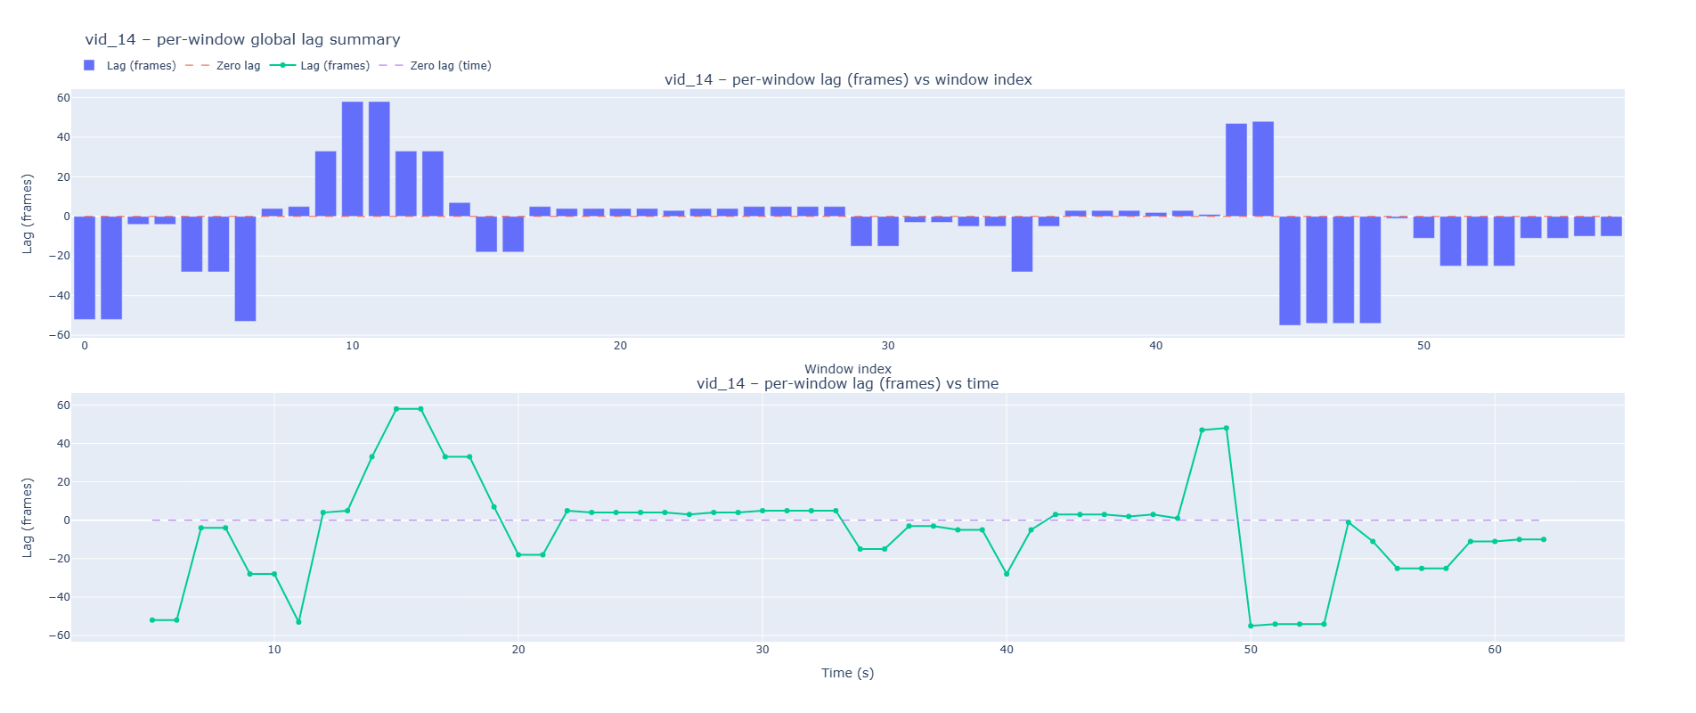 vid_14 – per-window global lag summary
Lag (frames) Zero lag Lag (frames) Zero lag (time)
vid_14 – per-window lag (frames) vs window index
Lag (frames)
60
40
20
0
−20
−40
−60
0 10 20 30 40 50
Window index
vid_14 – per-window lag (frames) vs time
Lag (frames)
60
40
20
0
−20
−40
−60
10 20 30 40 50 60
Time (s)